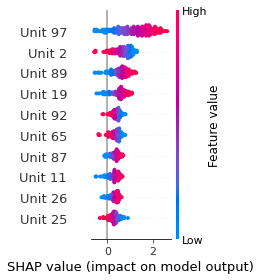 High
Unit 97
Unit 2
Unit 89
Unit 19
Unit 92
Unit 65
Unit 87
Unit 11
Unit 26
Unit 25
Feature value
Low
0 2
SHAP value (impact on model output)